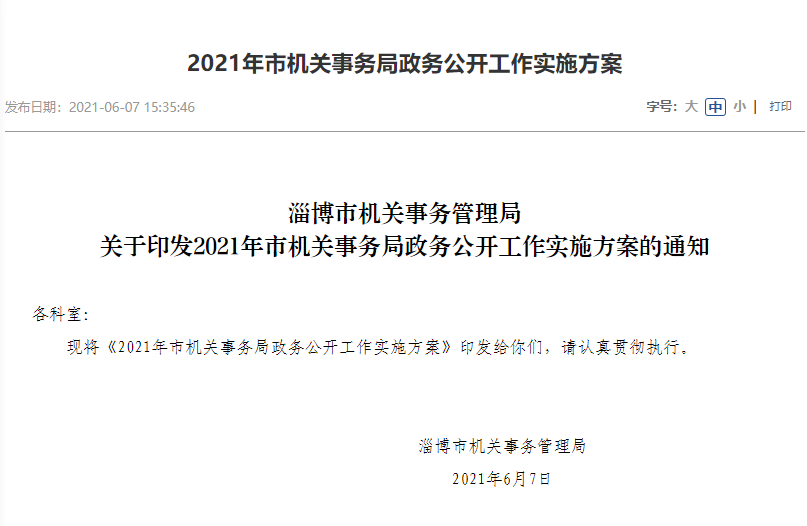 2021年市机关事务局政务公开工作实施方案
发布日期：2021-06-07 15:35:46 字号：大 中 小 | 打印
淄博市机关事务管理局
关于印发2021年市机关事务局政务公开工作实施方案的通知
各科室：
现将《2021年市机关事务局政务公开工作实施方案》印发给你们，请认真贯彻执行。
淄博市机关事务管理局
2021年6月7日